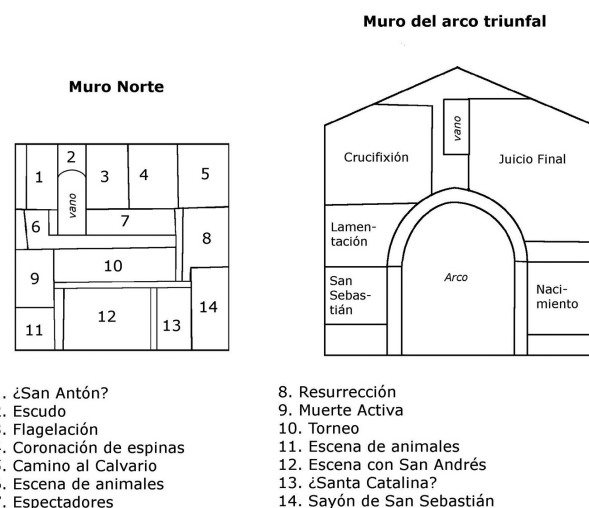 Muro del arco triunfal
Muro Norte
1
2
3
4
5
vano
6
7
8
9
10
11
12
13
14
vano
Crucifixión
Juicio Final
Lamen-
tación
San
Sebas-
tián
Arco
Naci-
miento
. ¿San Antón?
. Escudo
. Flagelación
. Coronación de espinas
. Camino al Calvario
. Escena de animales
. Espectadores
8. Resurrección
9. Muerte Activa
10. Torneo
11. Escena de animales
12. Escena con San Andrés
13. ¿Santa Catalina?
14. Sayón de San Sebastián